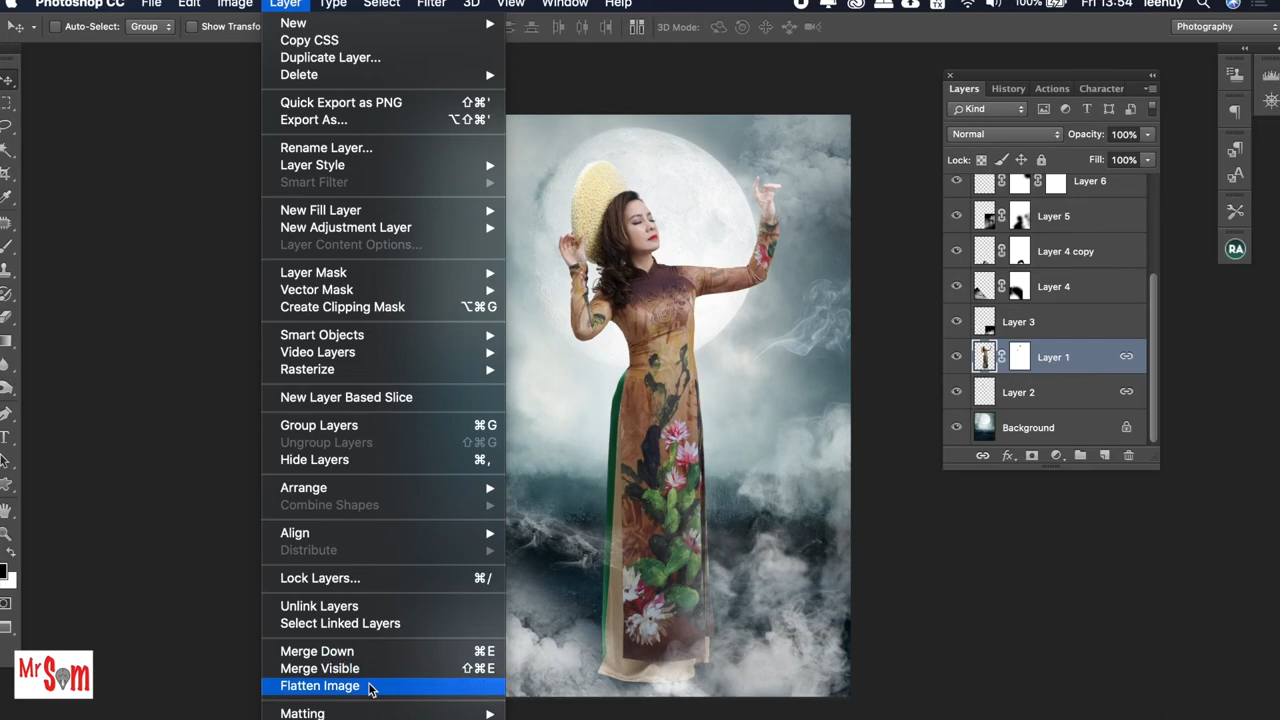 Photoshop CC File Edit Image Layer Type Select Filter 3D View Window Help 100% Fri 13:54 leehuy
Auto-Select: Group Show Transfo 3D Mode: Photography
New
Copy CSS
Duplicate Layer...
Delete
Quick Export as PNG ⇧⌘'
Export As... ⌥⇧⌘'
Rename Layer...
Layer Style
Smart Filter
New Fill Layer
New Adjustment Layer
Layer Content Options...
Layer Mask
Vector Mask
Create Clipping Mask ⌥⌘G
Smart Objects
Video Layers
Rasterize
New Layer Based Slice
Group Layers ⌘G
Ungroup Layers ⇧⌘G
Hide Layers ⌘,
Arrange
Combine Shapes
Align
Distribute
Lock Layers... ⌘/
Unlink Layers
Select Linked Layers
Merge Down ⌘E
Merge Visible ⇧⌘E
Flatten Image
Matting
Layers History Actions Character
Kind
Normal Opacity: 100%
Lock: Fill: 100%
Layer 6
Layer 5
Layer 4 copy
Layer 4
Layer 3
Layer 1
Layer 2
Background
RA
Mr Som